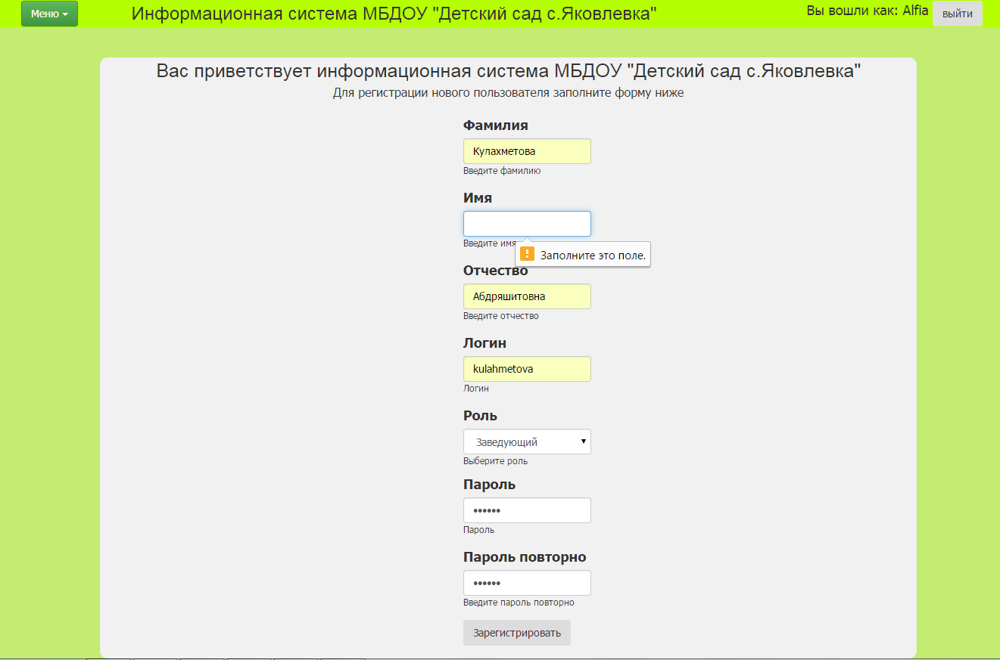 Меню
Информационная система МБДОУ "Детский сад с.Яковлевка"
Вы вошли как: Alfia
выйти
Вас приветствует информационная система МБДОУ "Детский сад с.Яковлевка"
Для регистрации нового пользователя заполните форму ниже
Фамилия
Кулахметова
Введите фамилию
Имя
Введите имя
Заполните это поле.
Отчество
Абдряшитовна
Введите отчество
Логин
kulahmetova
Логин
Роль
Заведующий
Выберите роль
Пароль
••••••
Пароль
Пароль повторно
••••••
Введите пароль повторно
Зарегистрировать